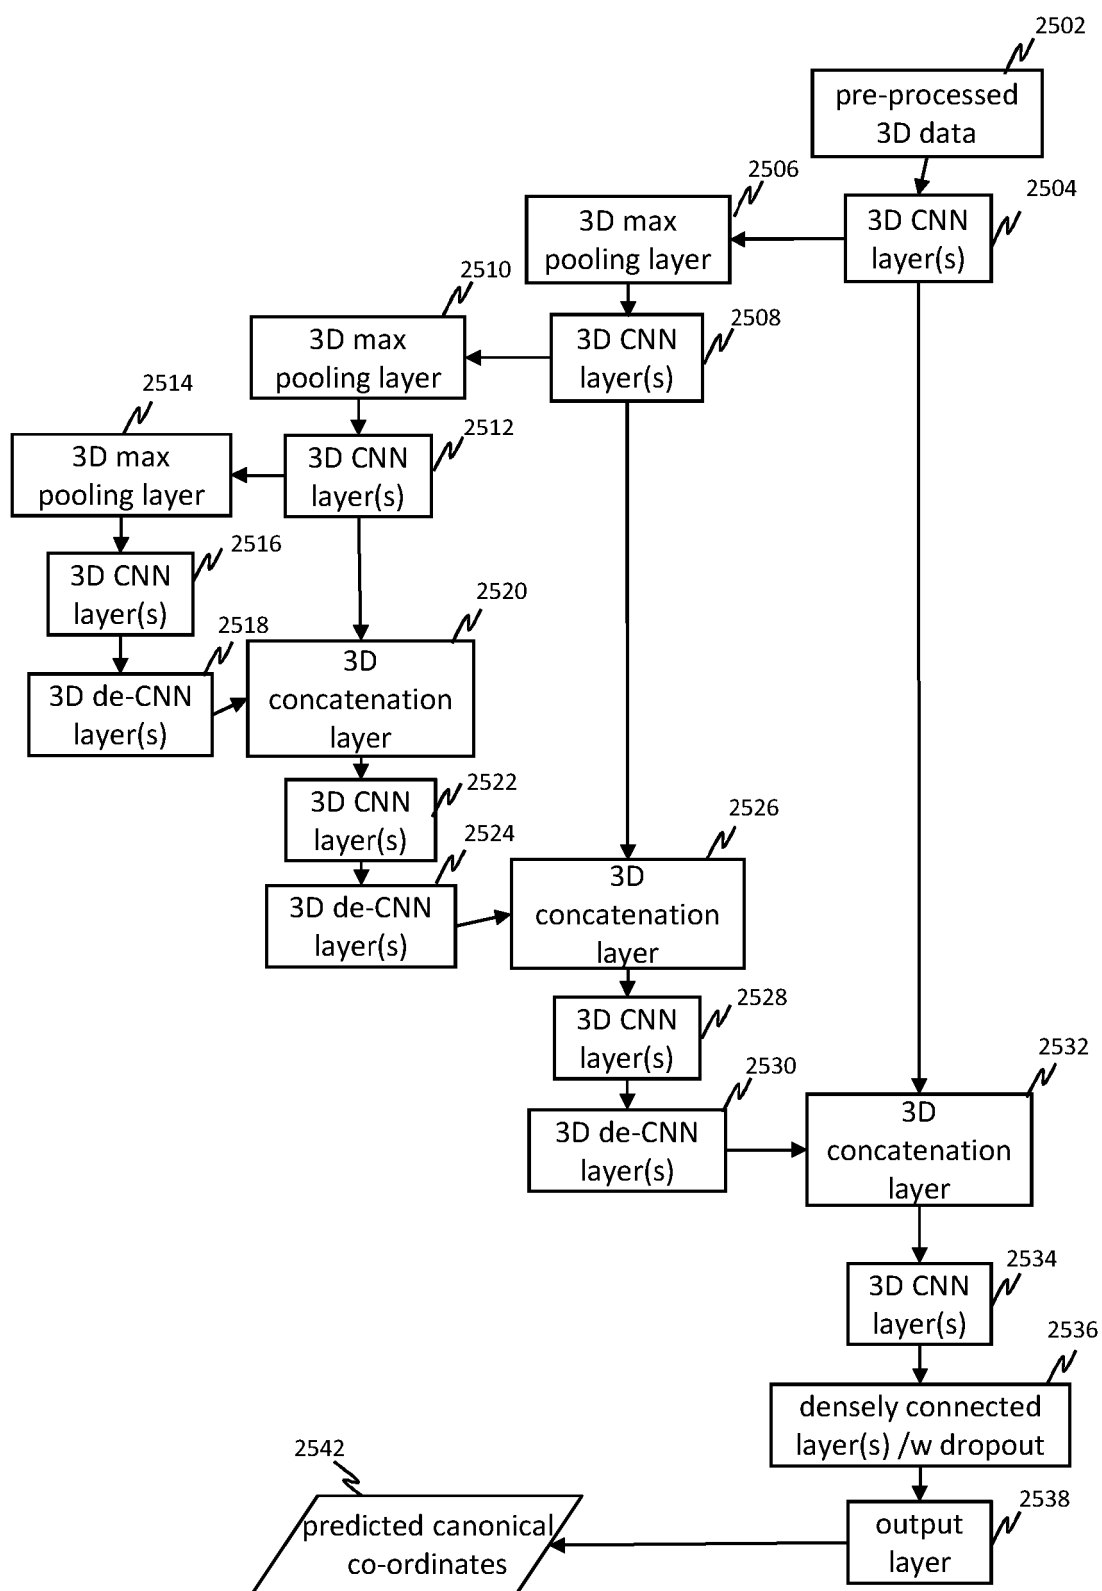 2502
pre-processed
3D data
2506
2504
3D max
pooling layer
3D CNN
layer(s)
2510
2508
3D max
pooling layer
3D CNN
layer(s)
2514
2512
3D max
pooling layer
3D CNN
layer(s)
2516
3D CNN
layer(s)
2520
2518
3D
concatenation
layer
3D de-CNN
layer(s)
2522
3D CNN
layer(s)
2526
2524
3D
concatenation
layer
3D de-CNN
layer(s)
2528
3D CNN
layer(s)
2532
2530
3D
concatenation
layer
3D de-CNN
layer(s)
2534
3D CNN
layer(s)
2536
densely connected
layer(s) /w dropout
2542
2538
predicted canonical
co-ordinates
output
layer